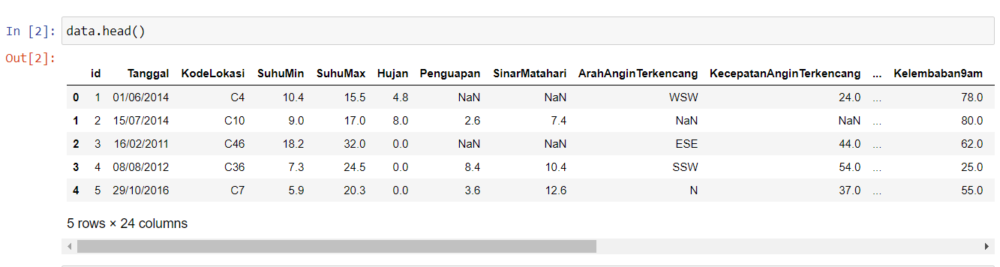 In [2]: data.head()
Out[2]:
id Tanggal KodeLokasi SuhuMin SuhuMax Hujan Penguapan SinarMatahari ArahAnginTerkencang KecepatanAnginTerkencang ... Kelembaban9am
0 1 01/06/2014 C4 10.4 15.5 4.8 NaN NaN WSW 24.0 ... 78.0
1 2 15/07/2014 C10 9.0 17.0 8.0 2.6 7.4 NaN NaN ... 80.0
2 3 16/02/2011 C46 18.2 32.0 0.0 NaN NaN ESE 44.0 ... 62.0
3 4 08/08/2012 C36 7.3 24.5 0.0 8.4 10.4 SSW 54.0 ... 25.0
4 5 29/10/2016 C7 5.9 20.3 0.0 3.6 12.6 N 37.0 ... 55.0
5 rows × 24 columns